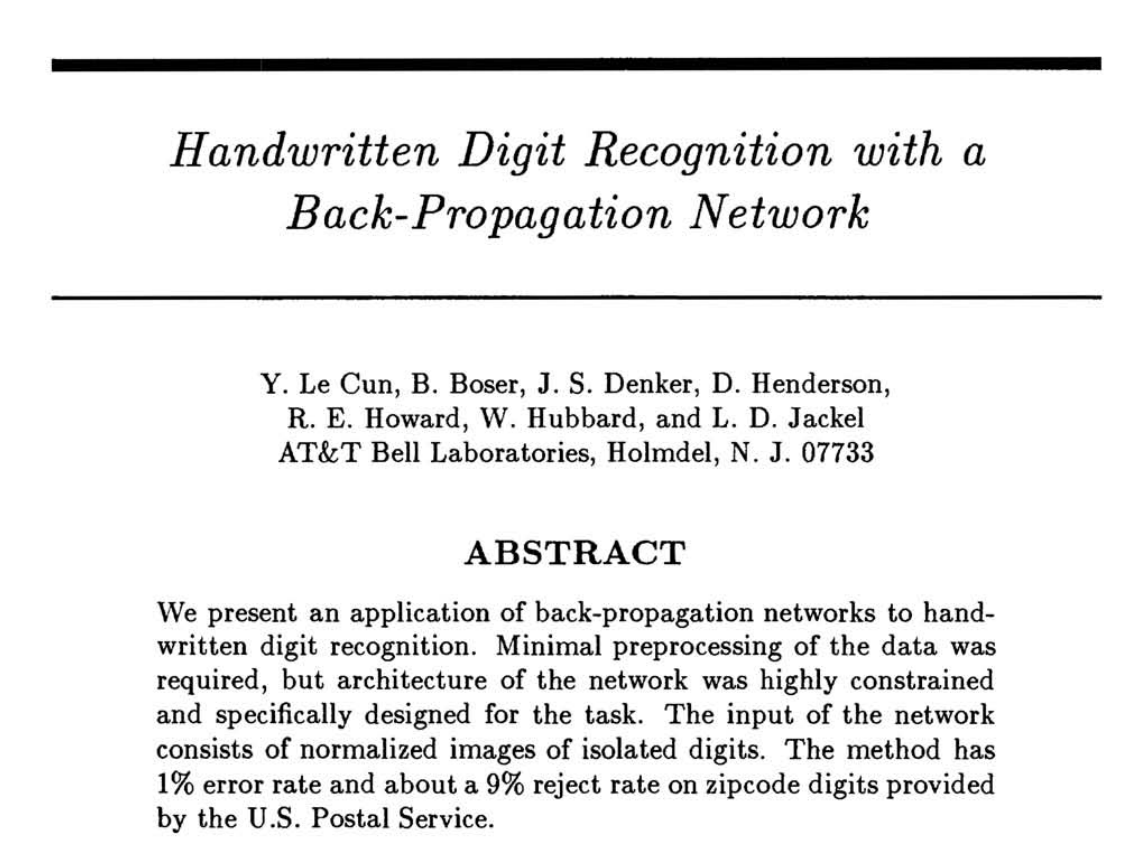 Handwritten Digit Recognition with a
Back-Propagation Network
Y. Le Cun, B. Boser, J. S. Denker, D. Henderson,
R. E. Howard, W. Hubbard, and L. D. Jackel
AT&T Bell Laboratories, Holmdel, N. J. 07733
ABSTRACT
We present an application of back-propagation networks to hand-
written digit recognition. Minimal preprocessing of the data was
required, but architecture of the network was highly constrained
and specifically designed for the task. The input of the network
consists of normalized images of isolated digits. The method has
1% error rate and about a 9% reject rate on zipcode digits provided
by the U.S. Postal Service.